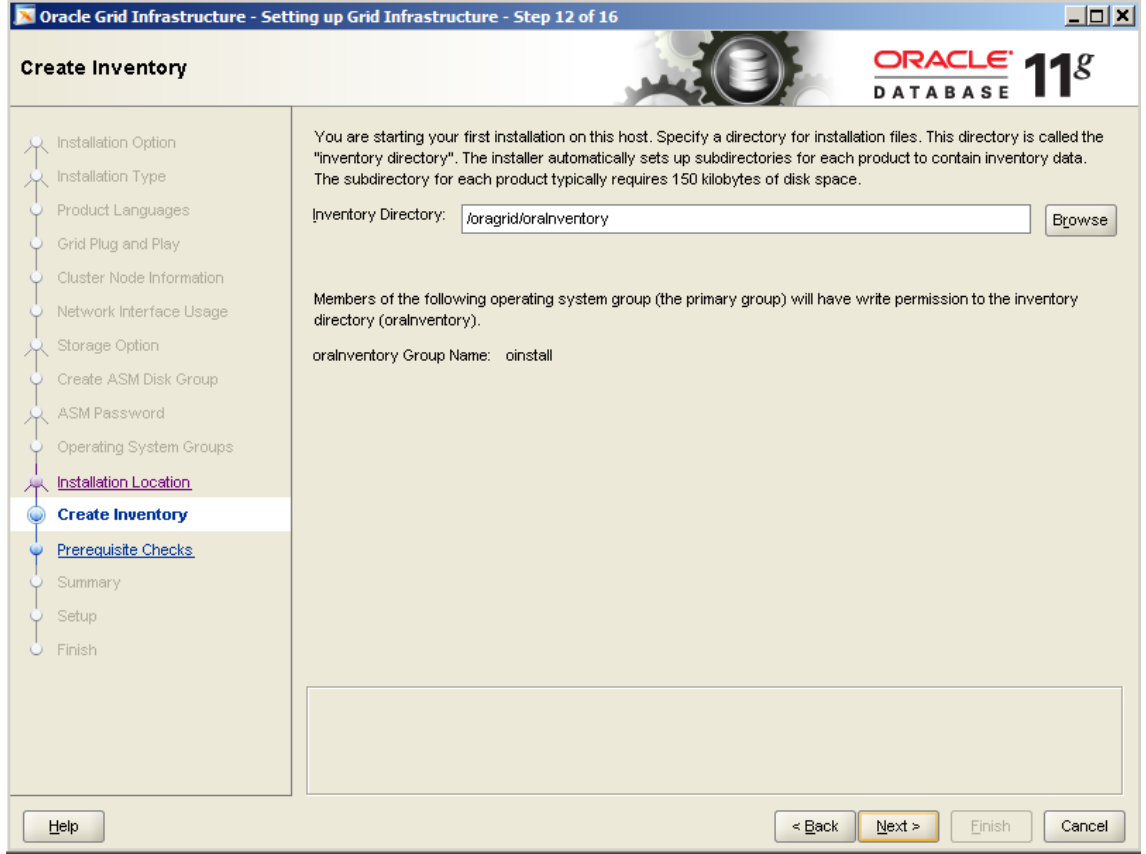 Oracle Grid Infrastructure - Setting up Grid Infrastructure - Step 12 of 16
Create Inventory
ORACLE
DATABASE
11g
Installation Option
Installation Type
Product Languages
Grid Plug and Play
Cluster Node Information
Network Interface Usage
Storage Option
Create ASM Disk Group
ASM Password
Operating System Groups
Installation Location
Create Inventory
Prerequisite Checks
Summary
Setup
Finish
You are starting your first installation on this host. Specify a directory for installation files. This directory is called the
"inventory directory". The installer automatically sets up subdirectories for each product to contain inventory data.
The subdirectory for each product typically requires 150 kilobytes of disk space.
Inventory Directory: /oragrid/oraInventory Browse
Members of the following operating system group (the primary group) will have write permission to the inventory
directory (oraInventory).
oraInventory Group Name: oinstall
Help < Back Next > Finish Cancel